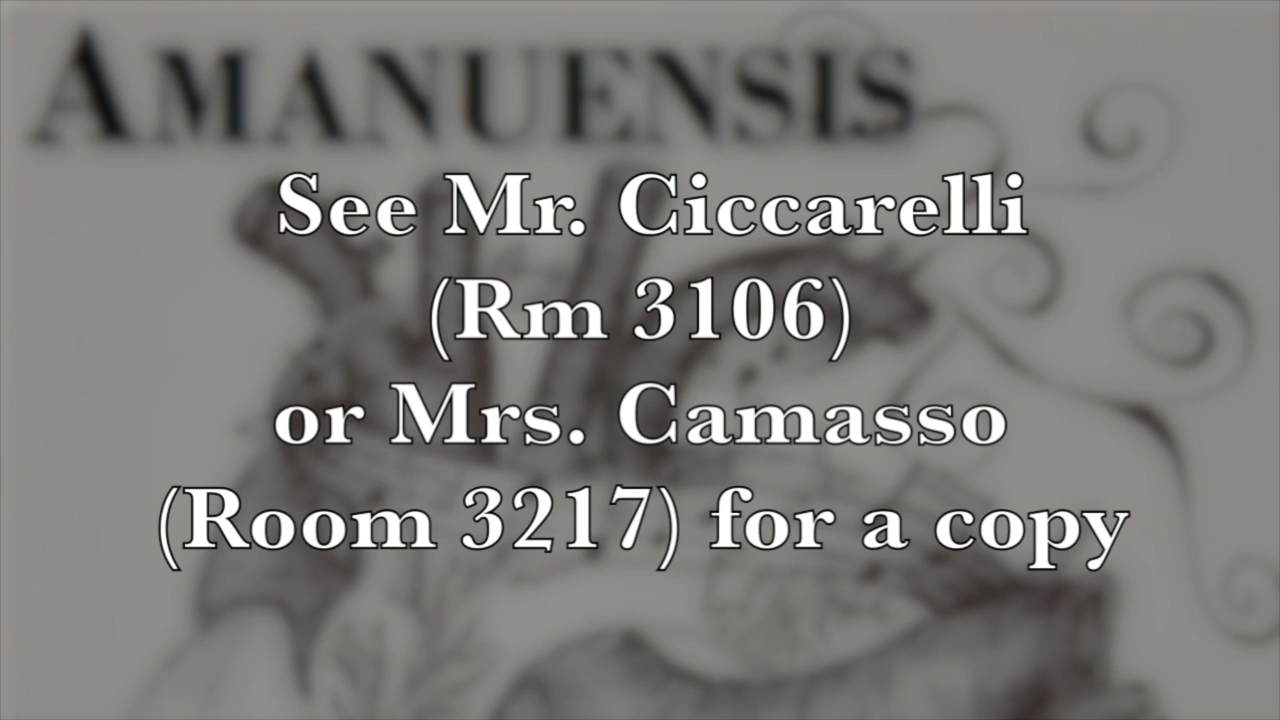 AMANUENSIS
See Mr. Ciccarelli
(Rm 3106)
or Mrs. Camasso
(Room 3217) for a copy